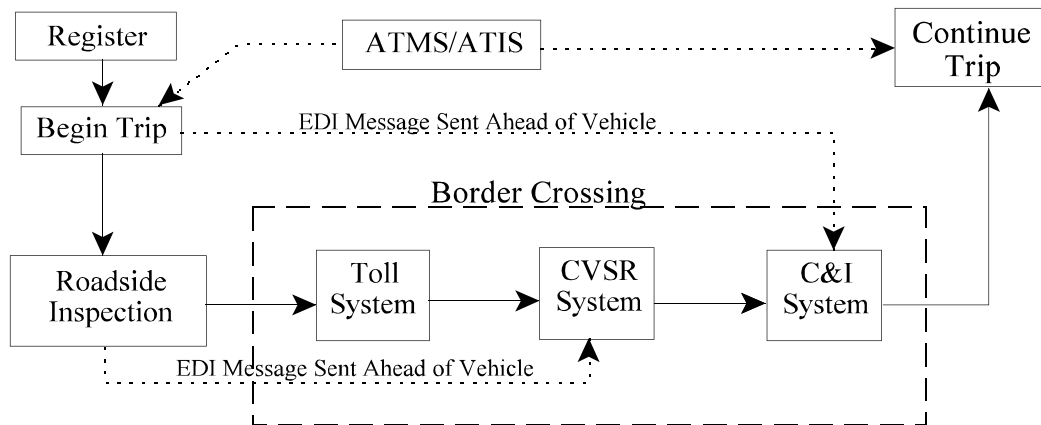 Register
ATMS/ATIS
Continue
Trip
Begin Trip
EDI Message Sent Ahead of Vehicle
Border Crossing
Roadside
Inspection
Toll
System
CVSR
System
C&I
System
EDI Message Sent Ahead of Vehicle